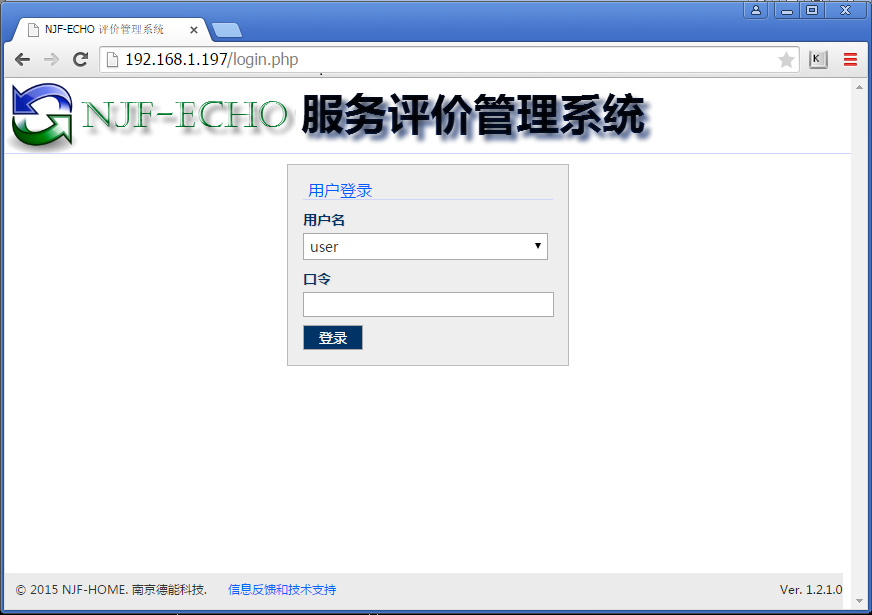 NJF-ECHO 评价管理系统
192.168.1.197/login.php
K
NJF-ECHO 服务评价管理系统
用户登录
用户名
user
口令
登录
© 2015 NJF-HOME. 南京德能科技. 信息反馈和技术支持 Ver. 1.2.1.0